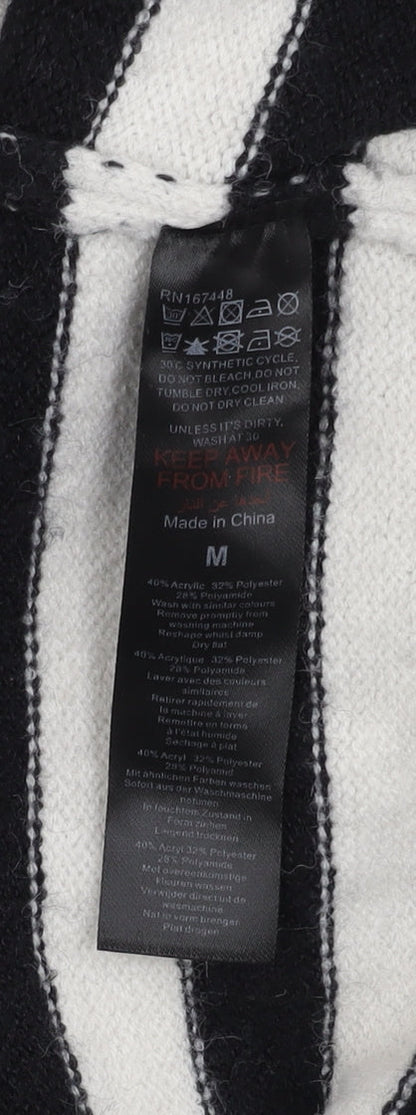 RN167448
30 C SYNTHETIC CYCLE,
DO NOT BLEACH,DO NOT
TUMBLE DRY,COOL IRON,
DO NOT DRY CLEAN
UNLESS IT'S DIRTY,
WASH AT 30
KEEP AWAY
FROM FIRE
أبعدها عن النار
Made in China
M
40% Acrylic 32% Polyester
28% Polyamide
Wash with similar colours
Remove promptly from
washing machine
Reshape whilst damp
Dry flat
40% Acrylique 32% Polyester
28% Polyamide
Laver avec des couleurs
similaires
Retirer rapidement de
la machine à laver
Remettre en forme
à l'état humide
Séchage à plat
40% Acryl 32% Polyester
28% Polyamid
Mit ähnlichen Farben waschen
Sofort aus der Waschmaschine
nehmen
In feuchtem Zustand in
Form ziehen
Liegend trocknen
40% Acryl 32% Polyester
28% Polyamide
Met overeenkomstige
kleuren wassen
Verwijder direct uit de
wasmachine
Nat in vorm brengen
Plat drogen